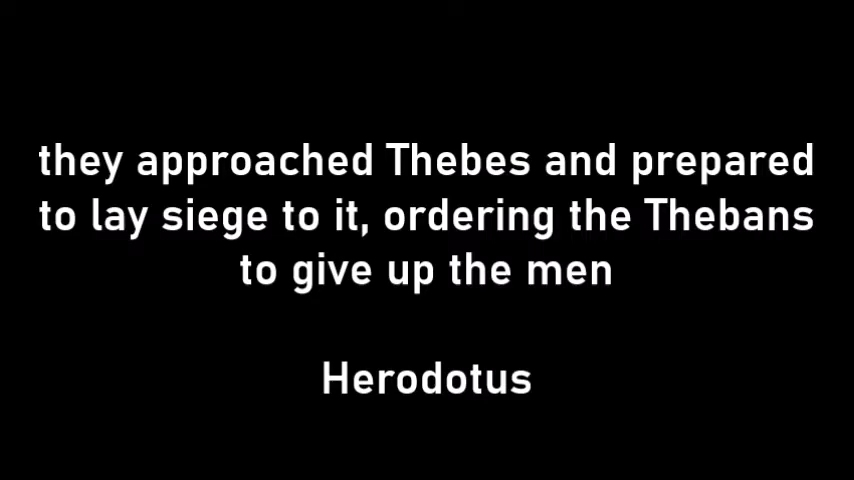 they approached Thebes and prepared
to lay siege to it, ordering the Thebans
to give up the men
Herodotus